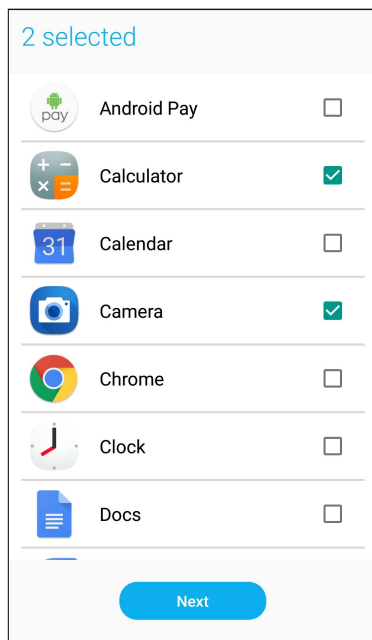 2 selected
pay
Android Pay
+ −
× =
Calculator
31
Calendar
Camera
Chrome
Clock
Docs
Next